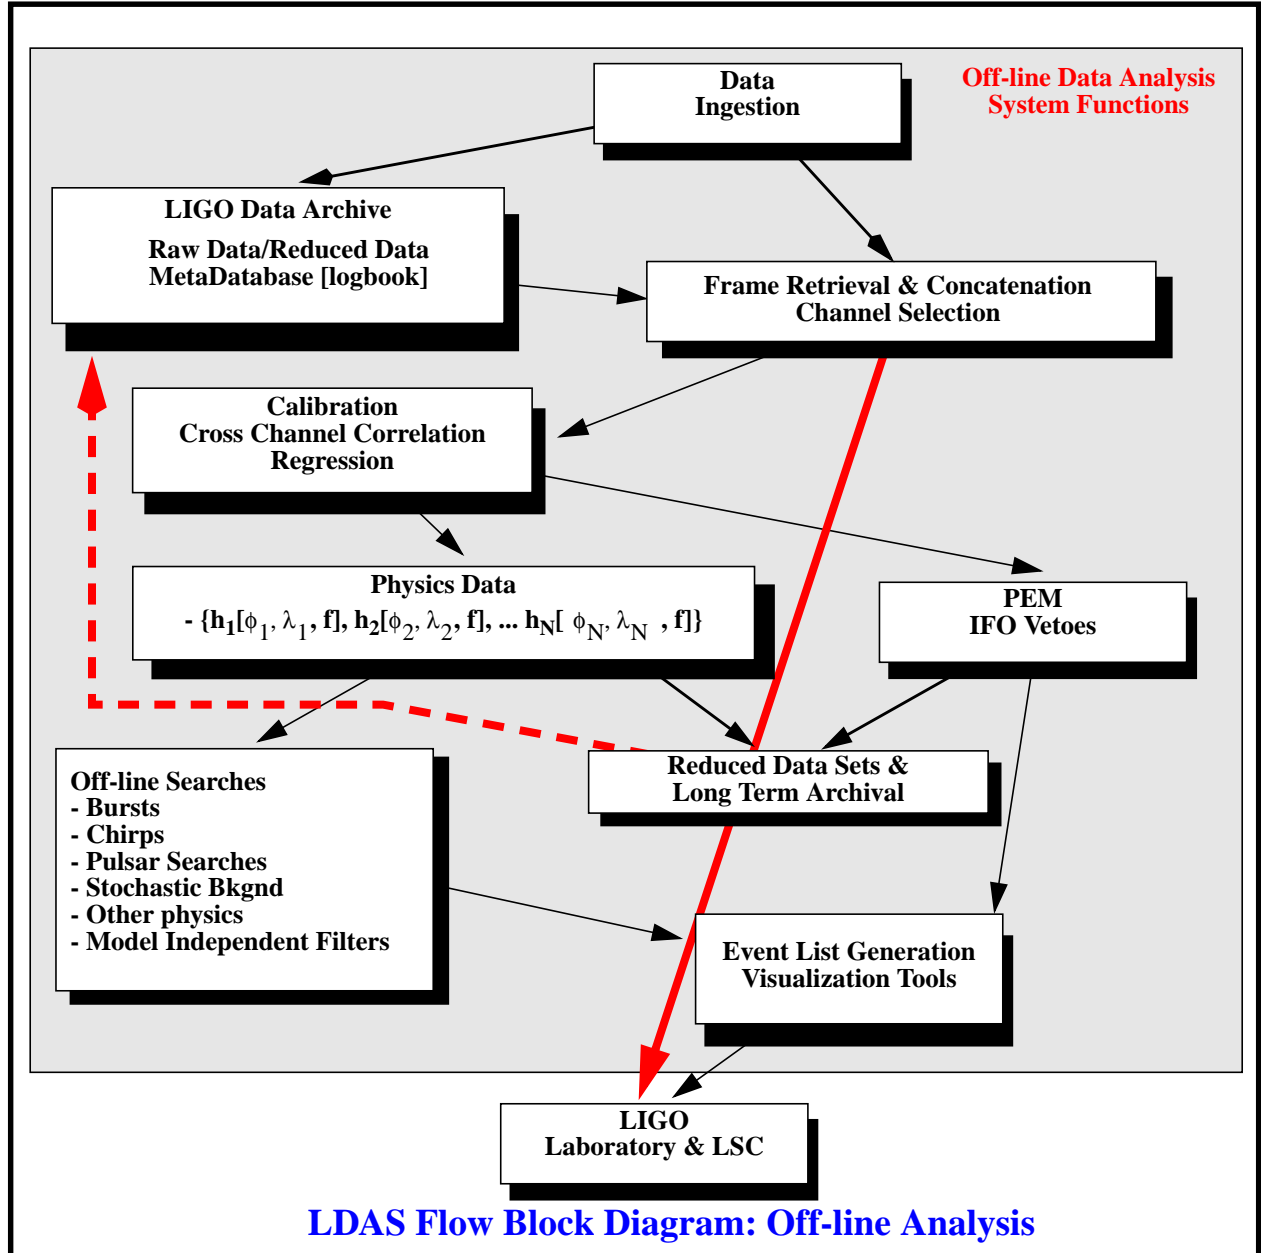 Data
Ingestion
Off-line Data Analysis
System Functions
LIGO Data Archive
Raw Data/Reduced Data
MetaDatabase [logbook]
Frame Retrieval & Concatenation
Channel Selection
Calibration
Cross Channel Correlation
Regression
Physics Data
- {h1[ϕ1, λ1, f], h2[ϕ2, λ2, f], ... hN[ ϕN, λN , f]}
PEM
IFO Vetoes
Off-line Searches
- Bursts
- Chirps
- Pulsar Searches
- Stochastic Bkgnd
- Other physics
- Model Independent Filters
Reduced Data Sets &
Long Term Archival
Event List Generation
Visualization Tools
LIGO
Laboratory & LSC
LDAS Flow Block Diagram: Off-line Analysis